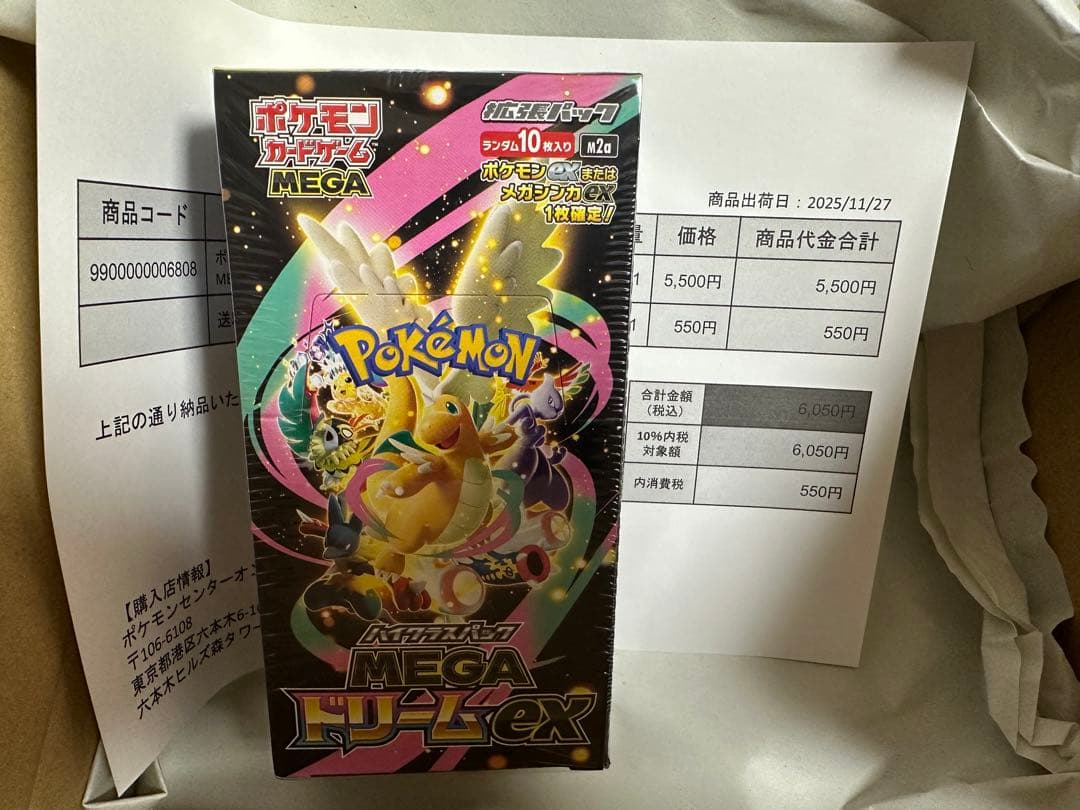 ポケモン
カードゲーム
MEGA
拡張パック
ランダム10枚入り M2a
ポケモンexまたは
メガシンカex
1枚確定!
POKÉMON
ハイクラスパック
MEGA
ドリームex
商品出荷日:2025/11/27
商品コード
価格 商品代金合計
9900000006808
1 5,500円 5,500円
1 550円 550円
上記の通り納品いた
合計金額
(税込) 6,050円
10%内税
対象額 6,050円
内消費税 550円
【購入店情報】
ポケモンセンターオン
〒106-6108
東京都港区六本木6-10
六本木ヒルズ森タワー